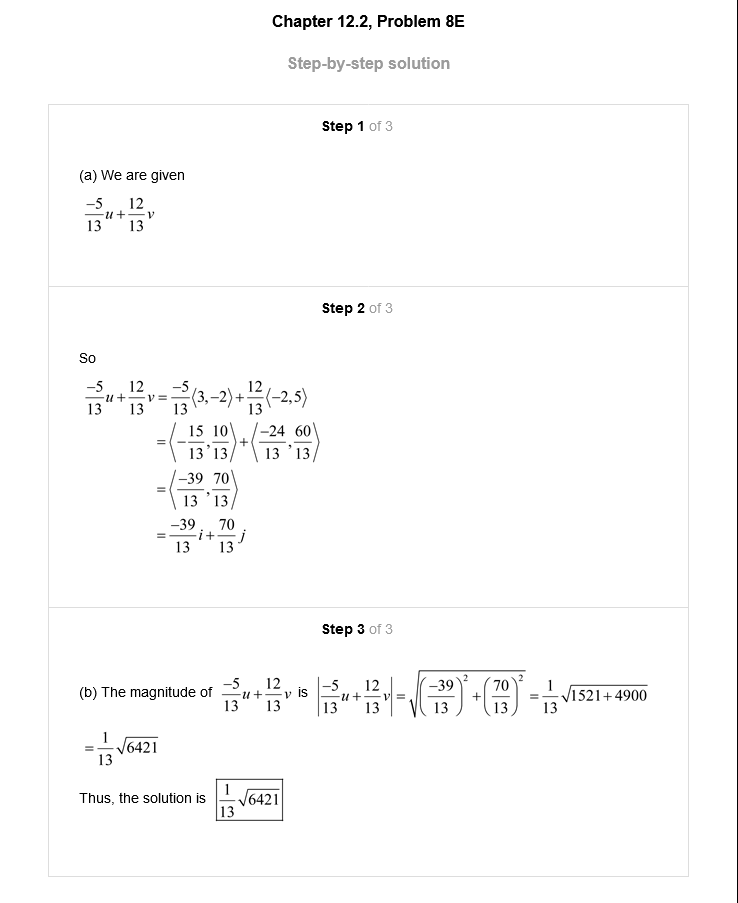 Chapter 12.2, Problem 8E
Step-by-step solution
Step 1 of 3
(a) We are given
\frac{-5}{13}u+\frac{12}{13}v
Step 2 of 3
So
\frac{-5}{13}u+\frac{12}{13}v=\frac{-5}{13}\langle 3,-2\rangle+\frac{12}{13}\langle -2,5\rangle
=\left\langle -\frac{15}{13},\frac{10}{13}\right\rangle+\left\langle \frac{-24}{13},\frac{60}{13}\right\rangle
=\left\langle \frac{-39}{13},\frac{70}{13}\right\rangle
=\frac{-39}{13}i+\frac{70}{13}j
Step 3 of 3
(b) The magnitude of \frac{-5}{13}u+\frac{12}{13}v is \left|\frac{-5}{13}u+\frac{12}{13}v\right|=\sqrt{\left(\frac{-39}{13}\right)^2+\left(\frac{70}{13}\right)^2}=\frac{1}{13}\sqrt{1521+4900}
=\frac{1}{13}\sqrt{6421}
Thus, the solution is \frac{1}{13}\sqrt{6421}